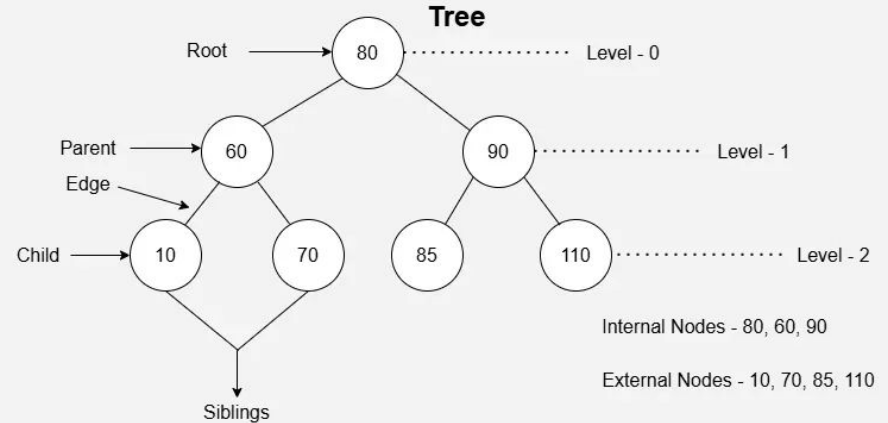 Tree
Root
80
Level - 0
Parent
60
90
Level - 1
Edge
Child
10
70
85
110
Level - 2
Internal Nodes - 80, 60, 90
External Nodes - 10, 70, 85, 110
Siblings